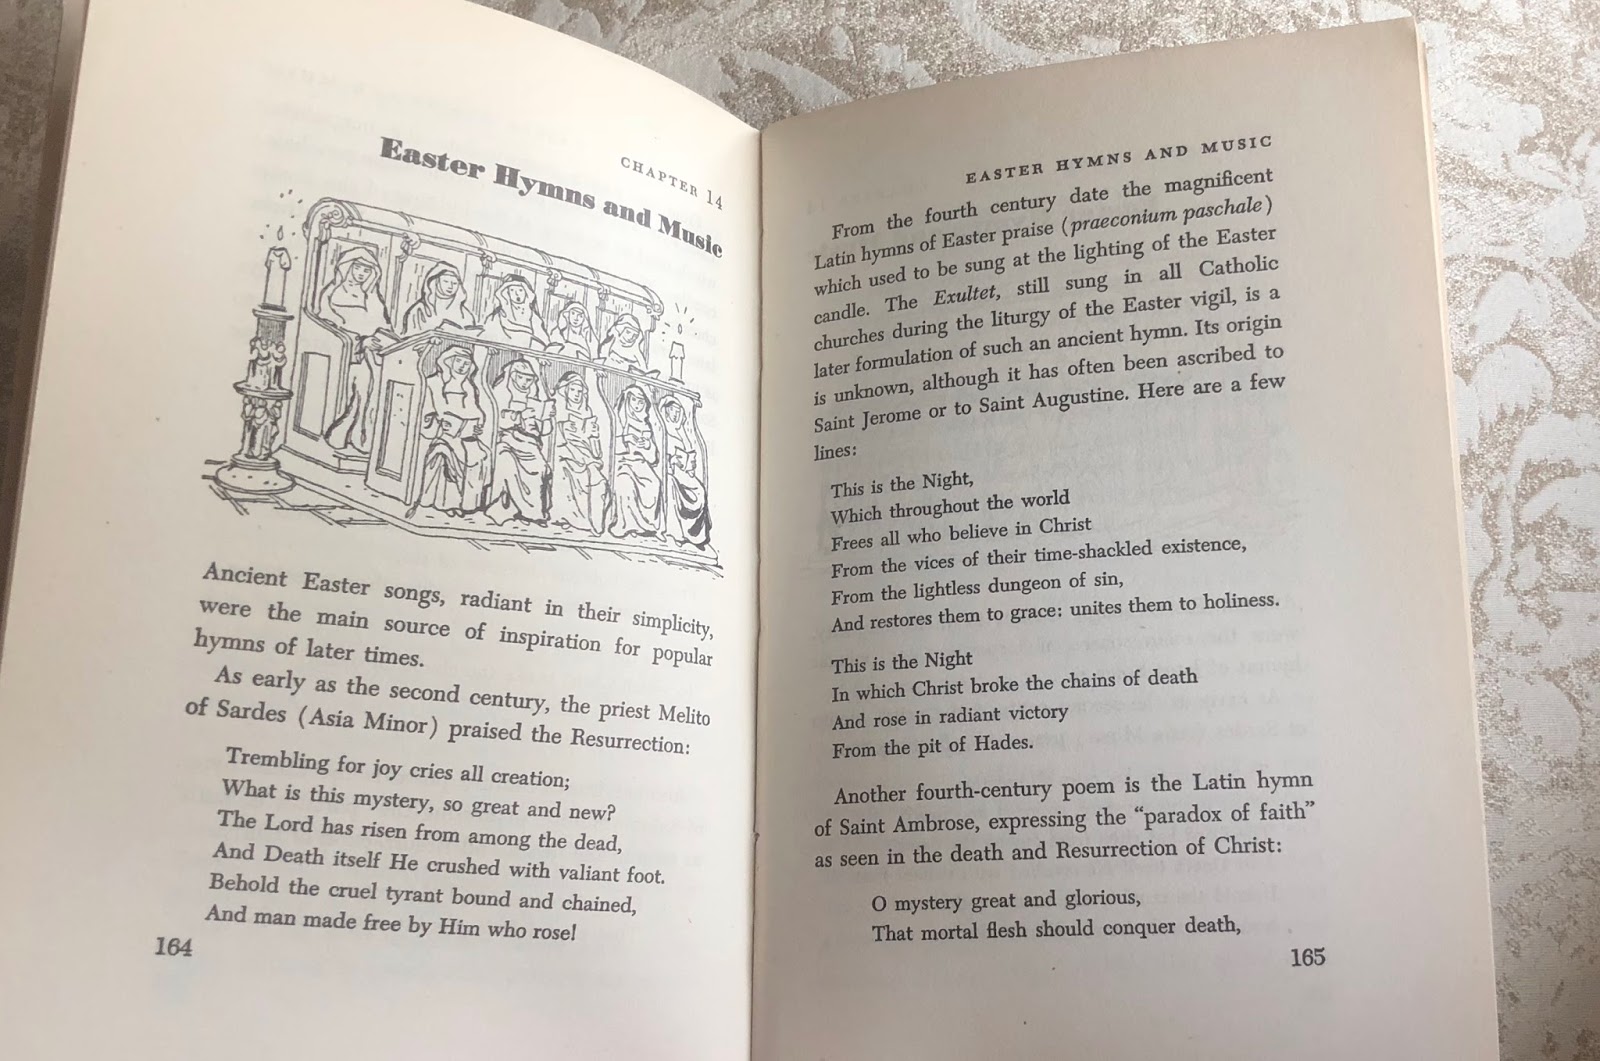 CHAPTER 14
Easter Hymns and Music
Ancient Easter songs, radiant in their simplicity,
were the main source of inspiration for popular
hymns of later times.
As early as the second century, the priest Melito
of Sardes (Asia Minor) praised the Resurrection:
Trembling for joy cries all creation;
What is this mystery, so great and new?
The Lord has risen from among the dead,
And Death itself He crushed with valiant foot.
Behold the cruel tyrant bound and chained,
And man made free by Him who rose!
164
EASTER HYMNS AND MUSIC
From the fourth century date the magnificent
Latin hymns of Easter praise (praeconium paschale)
which used to be sung at the lighting of the Easter
candle. The Exultet, still sung in all Catholic
churches during the liturgy of the Easter vigil, is a
later formulation of such an ancient hymn. Its origin
is unknown, although it has often been ascribed to
Saint Jerome or to Saint Augustine. Here are a few
lines:
This is the Night,
Which throughout the world
Frees all who believe in Christ
From the vices of their time-shackled existence,
From the lightless dungeon of sin,
And restores them to grace: unites them to holiness.
This is the Night
In which Christ broke the chains of death
And rose in radiant victory
From the pit of Hades.
Another fourth-century poem is the Latin hymn
of Saint Ambrose, expressing the “paradox of faith”
as seen in the death and Resurrection of Christ:
O mystery great and glorious,
That mortal flesh should conquer death,
165